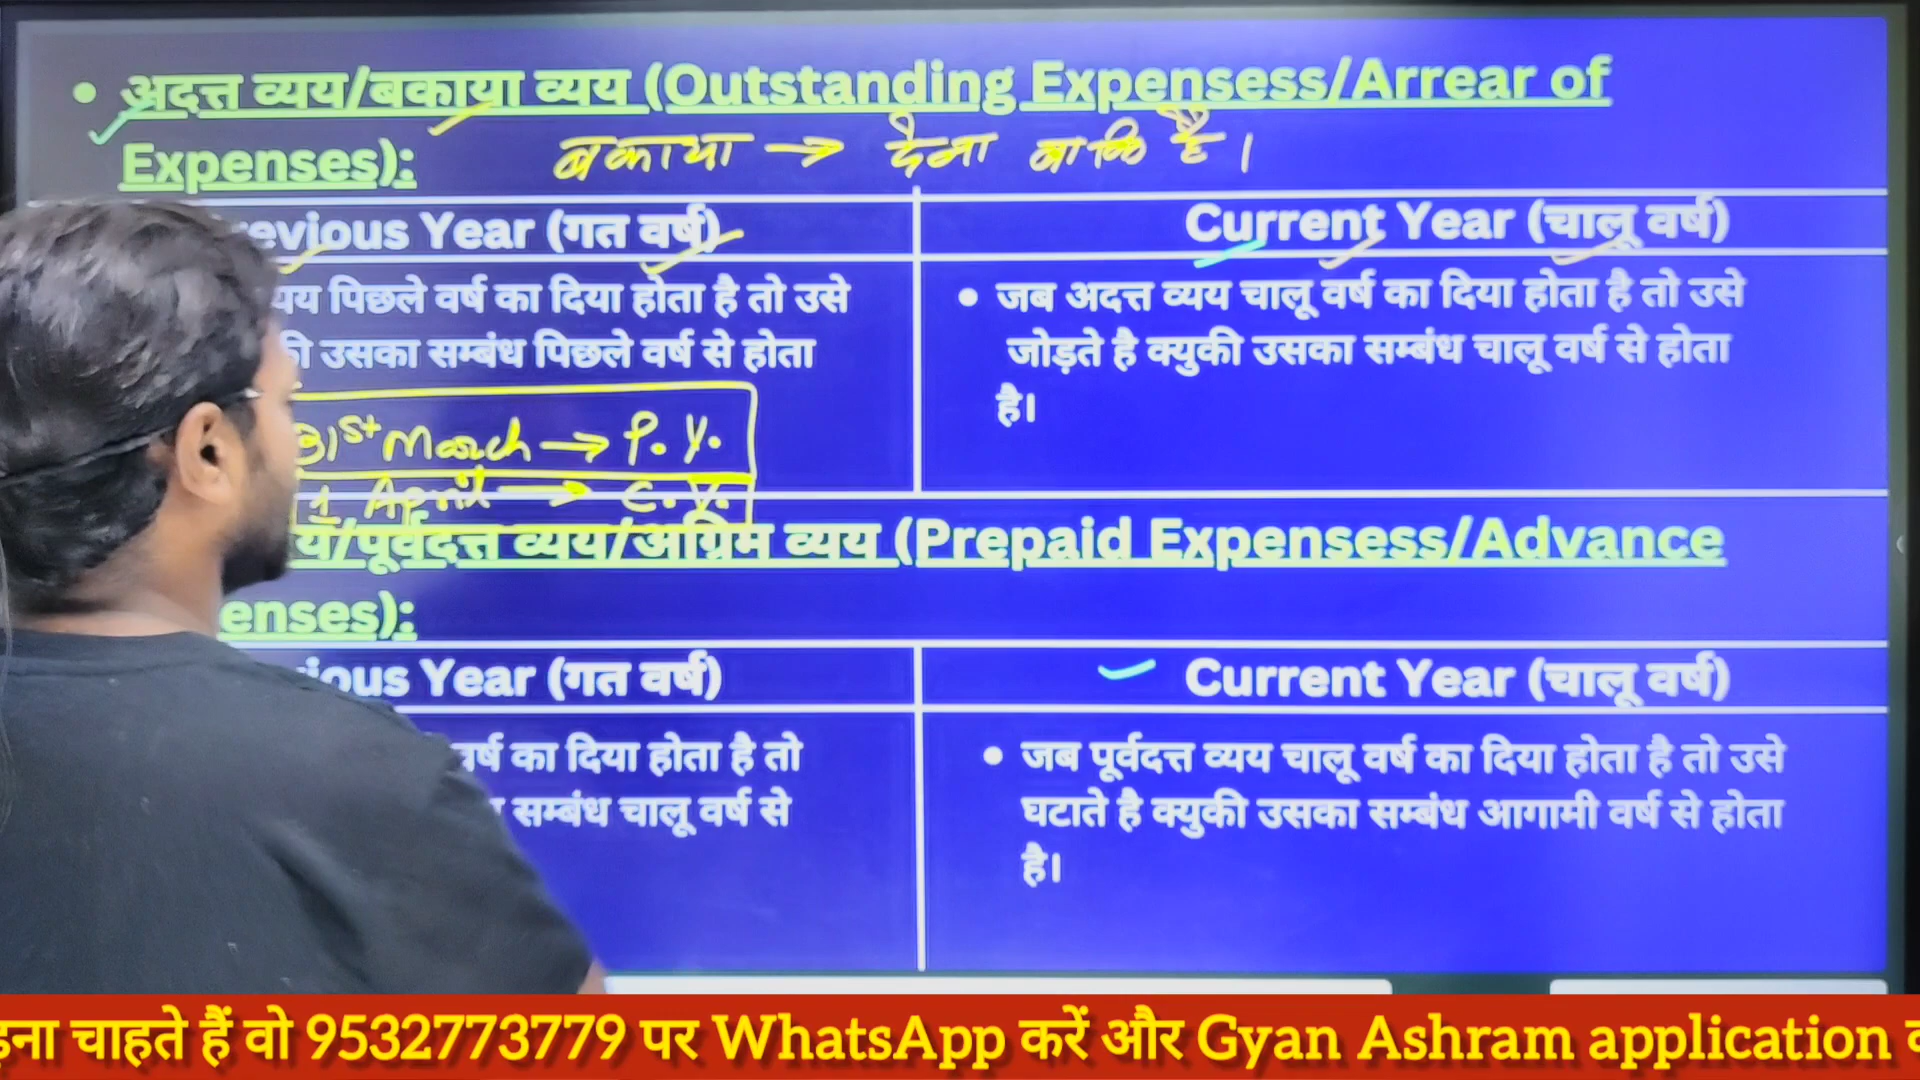 • अदत्त व्यय/बकाया व्यय (Outstanding Expensess/Arrear of
Expenses):
बकाया → देना बाकि है।
Previous Year (गत वर्ष)
Current Year (चालू वर्ष)
पिछले वर्ष का दिया होता है तो उसे
उसका सम्बंध पिछले वर्ष से होता
• जब अदत्त व्यय चालू वर्ष का दिया होता है तो उसे
जोड़ते है क्युकी उसका सम्बंध चालू वर्ष से होता
है।
31st March → P. Y.
1 April → C. Y.
/पूर्वदत्त व्यय/अग्रिम व्यय (Prepaid Expensess/Advance
enses):
ious Year (गत वर्ष)
Current Year (चालू वर्ष)
वर्ष का दिया होता है तो
सम्बंध चालू वर्ष से
• जब पूर्वदत्त व्यय चालू वर्ष का दिया होता है तो उसे
घटाते है क्युकी उसका सम्बंध आगामी वर्ष से होता
है।
चाहते हैं वो 9532773779 पर WhatsApp करें और Gyan Ashram application